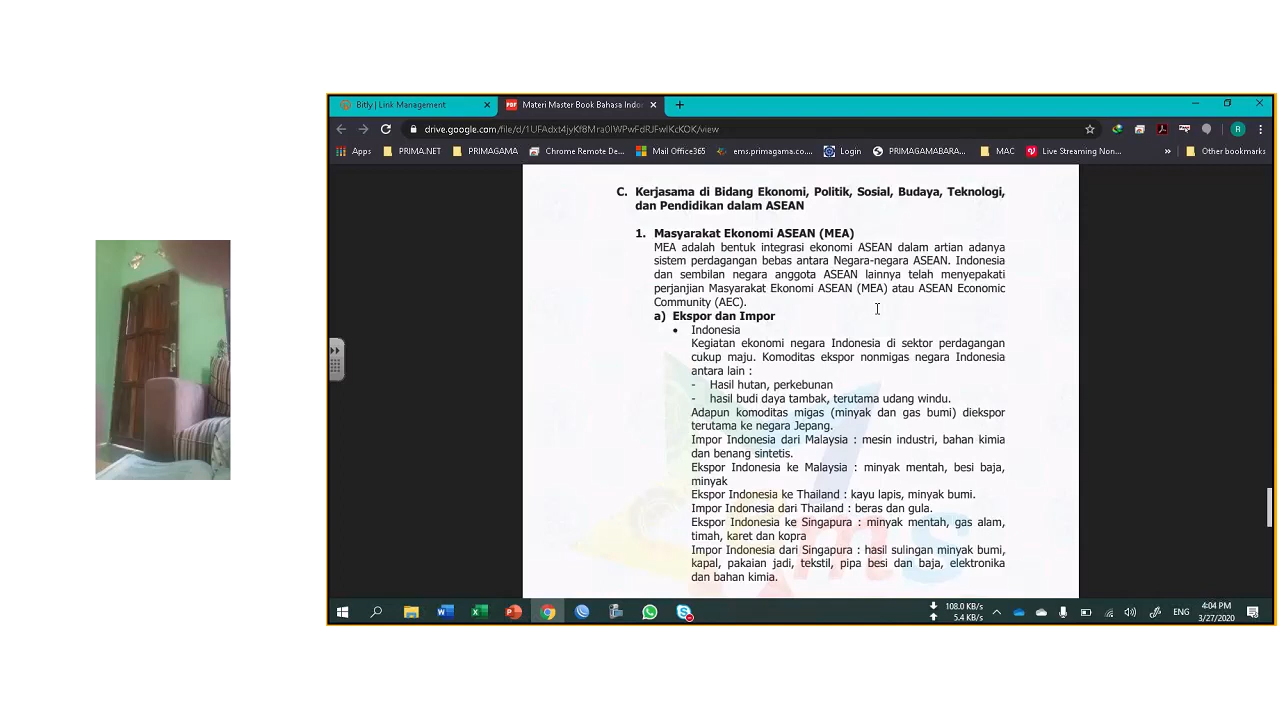 Bitly | Link Management
Materi Master Book Bahasa Indo
drive.google.com/file/d/1UFAdxt4jyKf8Mra0IWPwFdRJFwlKcKOK/view
Apps PRIMA.NET PRIMAGAMA Chrome Remote De... Mail Office365 ems.primagama.co.... Login PRIMAGAMABARA... MAC Live Streaming Non... » Other bookmarks
C. Kerjasama di Bidang Ekonomi, Politik, Sosial, Budaya, Teknologi,
dan Pendidikan dalam ASEAN
1. Masyarakat Ekonomi ASEAN (MEA)
MEA adalah bentuk integrasi ekonomi ASEAN dalam artian adanya
sistem perdagangan bebas antara Negara-negara ASEAN. Indonesia
dan sembilan negara anggota ASEAN lainnya telah menyepakati
perjanjian Masyarakat Ekonomi ASEAN (MEA) atau ASEAN Economic
Community (AEC).
a) Ekspor dan Impor
• Indonesia
Kegiatan ekonomi negara Indonesia di sektor perdagangan
cukup maju. Komoditas ekspor nonmigas negara Indonesia
antara lain :
- Hasil hutan, perkebunan
- hasil budi daya tambak, terutama udang windu.
Adapun komoditas migas (minyak dan gas bumi) diekspor
terutama ke negara Jepang.
Impor Indonesia dari Malaysia : mesin industri, bahan kimia
dan benang sintetis.
Ekspor Indonesia ke Malaysia : minyak mentah, besi baja,
minyak
Ekspor Indonesia ke Thailand : kayu lapis, minyak bumi.
Impor Indonesia dari Thailand : beras dan gula.
Ekspor Indonesia ke Singapura : minyak mentah, gas alam,
timah, karet dan kopra
Impor Indonesia dari Singapura : hasil sulingan minyak bumi,
kapal, pakaian jadi, tekstil, pipa besi dan baja, elektronika
dan bahan kimia.
ms
108.0 KB/s
5.4 KB/s
ENG
4:04 PM
3/27/2020